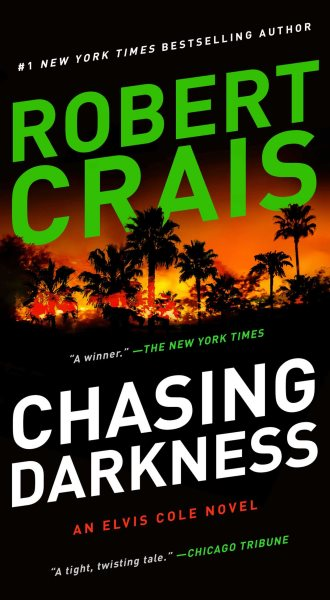 #1 NEW YORK TIMES BESTSELLING AUTHOR
ROBERT
CRAIS
"A winner." —THE NEW YORK TIMES
CHASING
DARKNESS
AN ELVIS COLE NOVEL
"A tight, twisting tale." —CHICAGO TRIBUNE